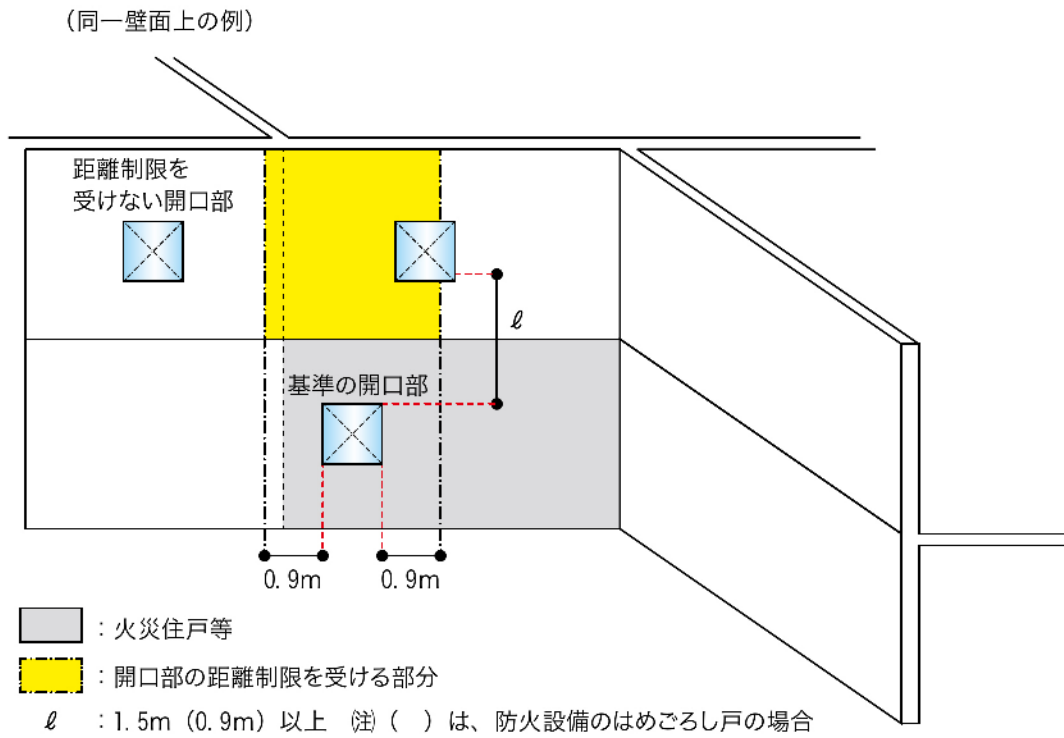 （同一壁面上の例）
距離制限を
受けない開口部
ℓ
基準の開口部
0.9m
0.9m
：火災住戸等
：開口部の距離制限を受ける部分
ℓ ：1.5m（0.9m）以上 ㊟（ ）は、防火設備のはめごろし戸の場合